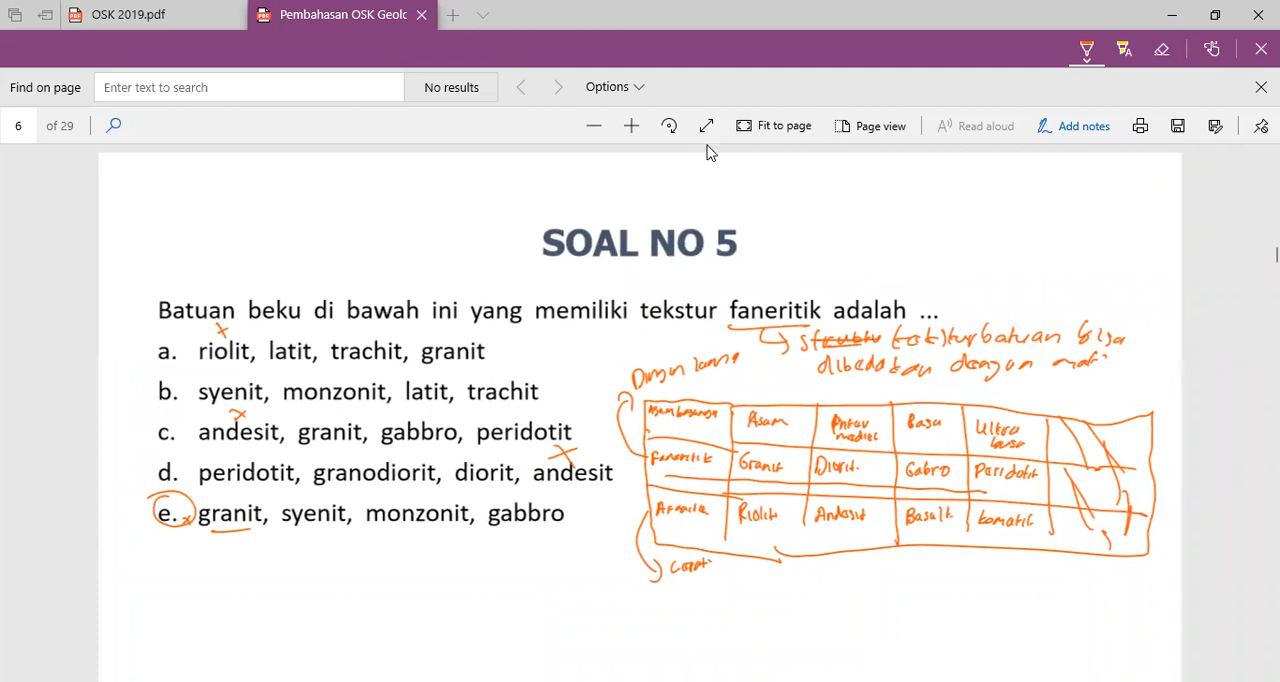 OSK 2019.pdf
Pembahasan OSK Geolo
Find on page
Enter text to search
No results
Options
6 of 29
Fit to page
Page view
Read aloud
Add notes
SOAL NO 5
Batuan beku di bawah ini yang memiliki tekstur faneritik adalah ...
a. riolit, latit, trachit, granit
b. syenit, monzonit, latit, trachit
c. andesit, granit, gabbro, peridotit
d. peridotit, granodiorit, diorit, andesit
e. granit, syenit, monzonit, gabbro
batuan bisa
dibedakan dengan
Asam Basa
Asam
Ultra
basa
Faneritik
Granit
Diorit
Gabro
Peridotit
Riolit
Andesit
Basalt
Komatit